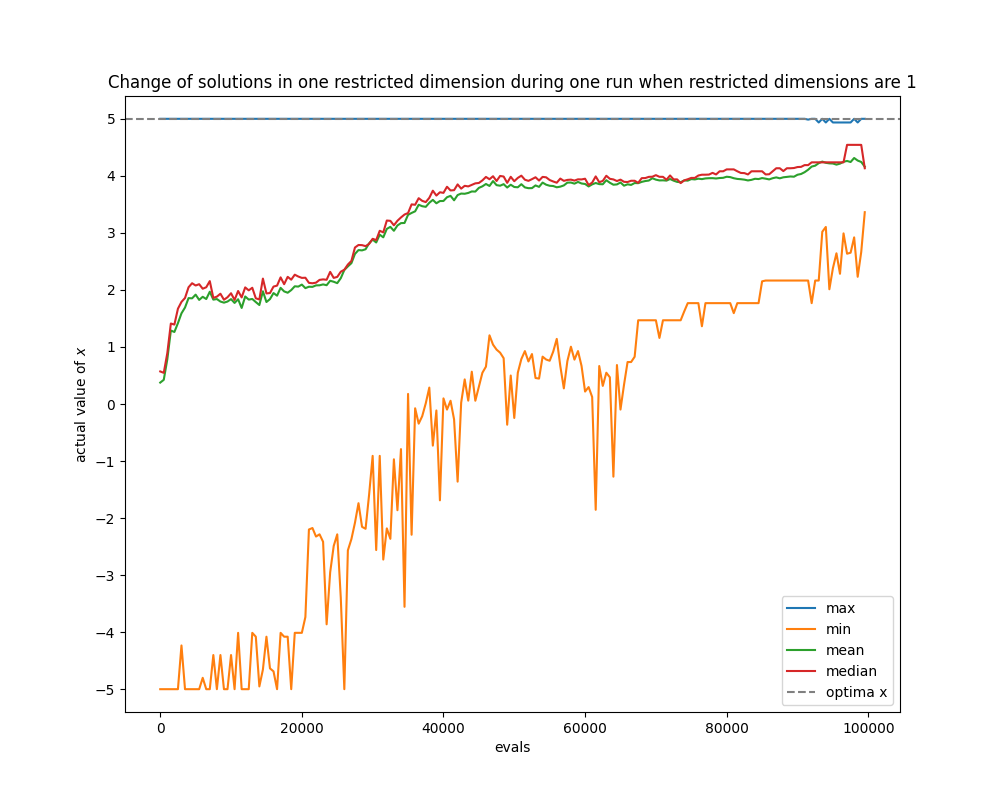 Change of solutions in one restricted dimension during one run when restricted dimensions are 1
5
4
3
2
1
0
−1
−2
−3
−4
−5
actual value of x
0
20000
40000
60000
80000
100000
evals
max
min
mean
median
optima x